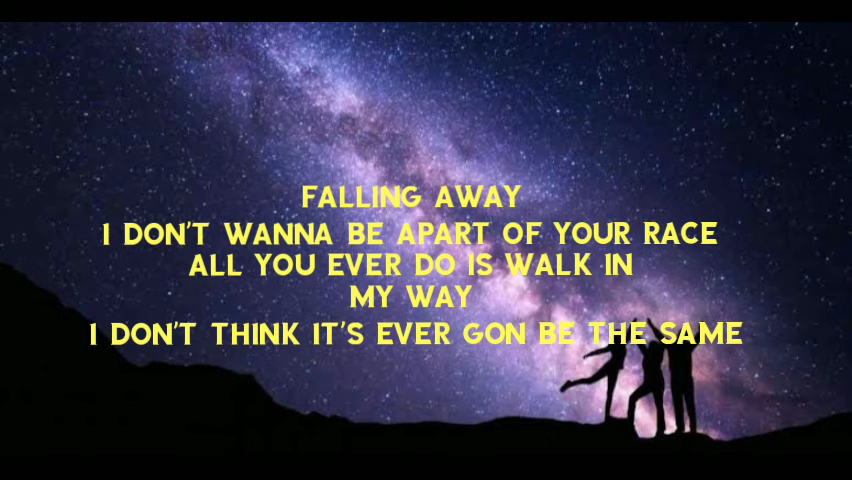 FALLING AWAY
I DON'T WANNA BE APART OF YOUR RACE
ALL YOU EVER DO IS WALK IN
MY WAY
I DON'T THINK IT'S EVER GON BE THE SAME